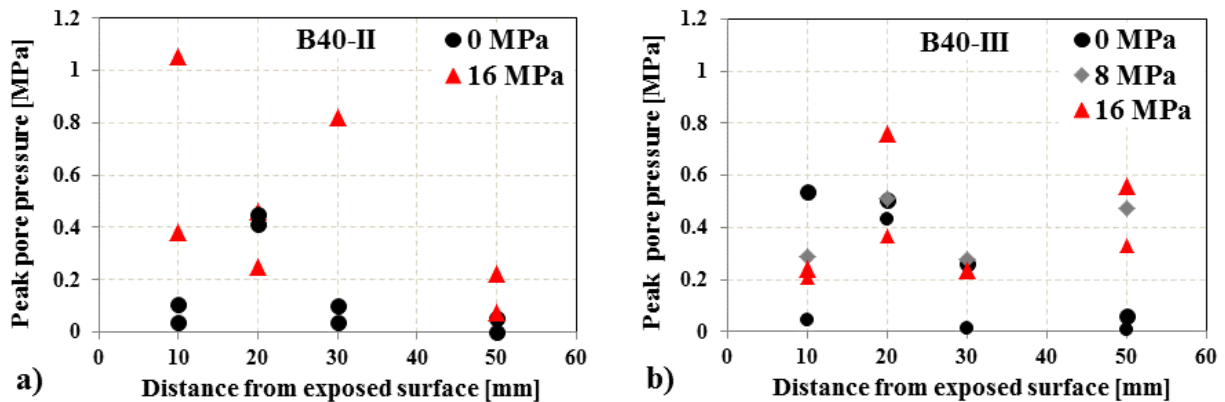 B40-II
0 MPa
16 MPa
Peak pore pressure [MPa]
1.2
1
0.8
0.6
0.4
0.2
0
0 10 20 30 40 50 60
Distance from exposed surface [mm]
a)
B40-III
0 MPa
8 MPa
16 MPa
Peak pore pressure [MPa]
1.2
1
0.8
0.6
0.4
0.2
0
0 10 20 30 40 50 60
Distance from exposed surface [mm]
b)